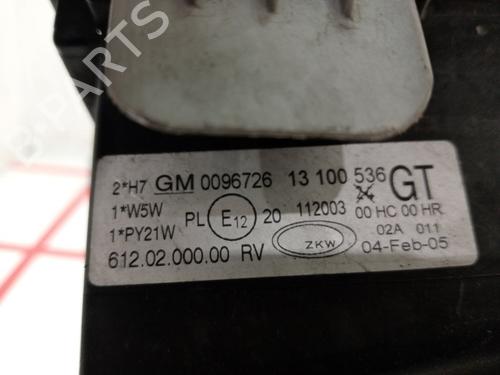 B-PARTS
2*H7 GM 0096726 13 100 536 GT
1*W5W PL E12 20 112003 00 HC 00 HR
1*PY21W ZKW 02A 011
612.02.000.00 RV 04-Feb-05